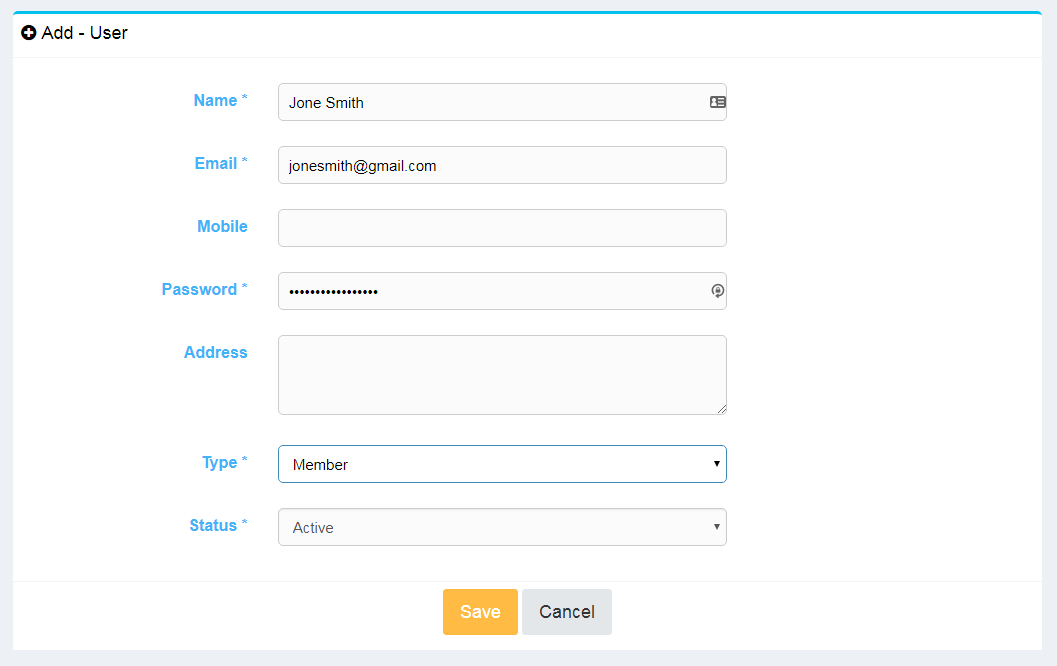 Add - User
Name * Jone Smith
Email * jonesmith@gmail.com
Mobile
Password * •••••••••••••••••
Address
Type * Member
Status * Active
Save Cancel